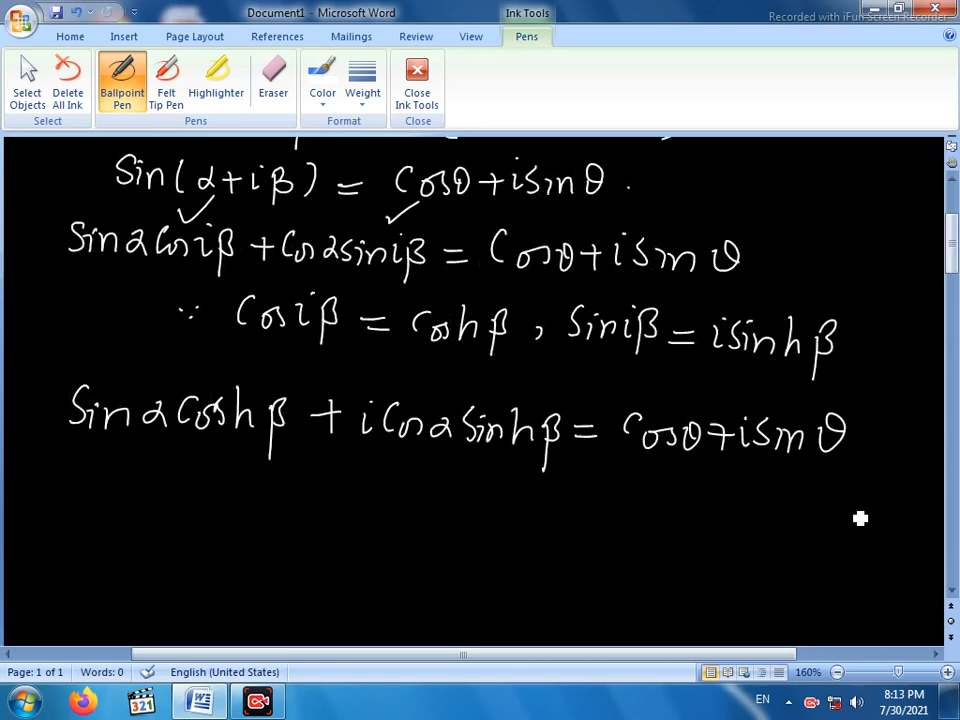 Document1 - Microsoft Word
Ink Tools
Recorded with iFun Screen Recorder
Home Insert Page Layout References Mailings Review View Pens
Select Objects
Delete All Ink
Ballpoint Pen
Felt Tip Pen
Highlighter
Eraser
Color
Weight
Close Ink Tools
Select Pens Format Close
Sin(α+iβ) = Cosθ+isinθ .
Sinαcosiβ + Cosαsiniβ = Cosθ+isinθ
∵ Cosiβ = coshβ , Siniβ = isinhβ
Sinαcoshβ + iCosαSinhβ = Cosθ+iSinθ
Page: 1 of 1 Words: 0 English (United States) 160%
321
EN
8:13 PM
7/30/2021